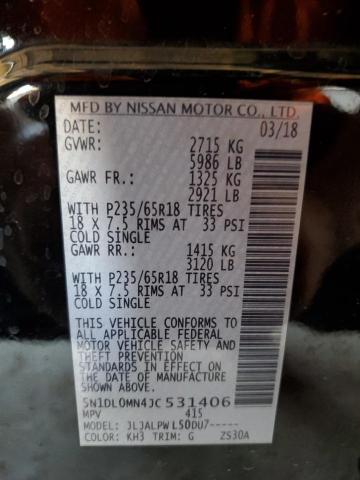 MFD BY NISSAN MOTOR CO., LTD.
DATE: 03/18
GVWR: 2715 KG
5986 LB
GAWR FR.: 1325 KG
2921 LB
WITH P235/65R18 TIRES
18 X 7.5 RIMS AT 33 PSI
COLD SINGLE
GAWR RR.: 1415 KG
3120 LB
WITH P235/65R18 TIRES
18 X 7.5 RIMS AT 33 PSI
COLD SINGLE
THIS VEHICLE CONFORMS TO
ALL APPLICABLE FEDERAL
MOTOR VEHICLE SAFETY AND
THEFT PREVENTION
STANDARDS IN EFFECT ON
THE DATE OF MANUFACTURE
SHOWN ABOVE.
5N1DL0MN4JC531406
MPV 415
MODEL: JLJALPWL50DU7-----
COLOR: KH3 TRIM: G ZS30A